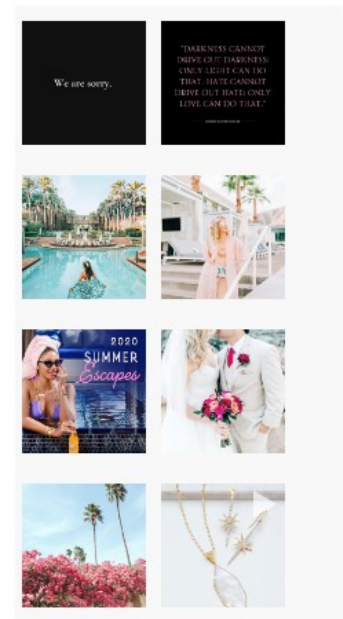 We are sorry.
"DARKNESS CANNOT
DRIVE OUT DARKNESS;
ONLY LIGHT CAN DO
THAT. HATE CANNOT
DRIVE OUT HATE; ONLY
LOVE CAN DO THAT."
2020
SUMMER
Escapes